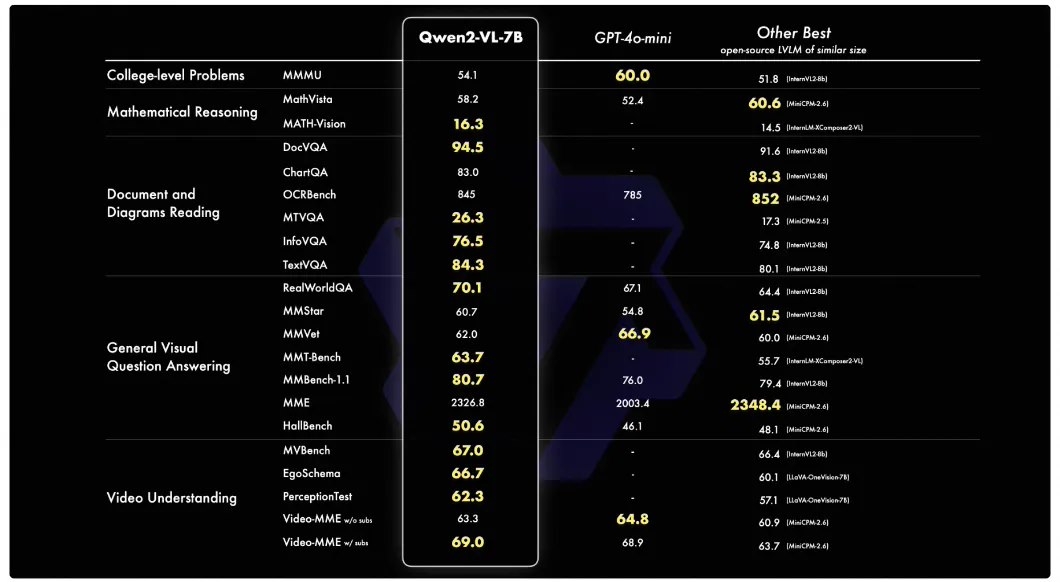 Qwen2-VL-7B GPT-4o-mini Other Best
open-source LVLM of similar size
College-level Problems MMMU 54.1 60.0 51.8 (InternVL2-8b)
Mathematical Reasoning
MathVista 58.2 52.4 60.6 (MiniCPM-2.6)
MATH-Vision 16.3 - 14.5 (InternLM-XComposer2-VL)
Document and
Diagrams Reading
DocVQA 94.5 - 91.6 (InternVL2-8b)
ChartQA 83.0 - 83.3 (InternVL2-8b)
OCRBench 845 785 852 (MiniCPM-2.6)
MTVQA 26.3 - 17.3 (MiniCPM-2.5)
InfoVQA 76.5 - 74.8 (InternVL2-8b)
TextVQA 84.3 - 80.1 (InternVL2-8b)
General Visual
Question Answering
RealWorldQA 70.1 67.1 64.4 (InternVL2-8b)
MMStar 60.7 54.8 61.5 (InternVL2-8b)
MMVet 62.0 66.9 60.0 (MiniCPM-2.6)
MMT-Bench 63.7 - 55.7 (InternLM-XComposer2-VL)
MMBench-1.1 80.7 76.0 79.4 (InternVL2-8b)
MME 2326.8 2003.4 2348.4 (MiniCPM-2.6)
HallBench 50.6 46.1 48.1 (MiniCPM-2.6)
Video Understanding
MVBench 67.0 - 66.4 (InternVL2-8b)
EgoSchema 66.7 - 60.1 (LLaVA-OneVision-7B)
PerceptionTest 62.3 - 57.1 (LLaVA-OneVision-7B)
Video-MME w/o subs 63.3 64.8 60.9 (MiniCPM-2.6)
Video-MME w/ subs 69.0 68.9 63.7 (MiniCPM-2.6)